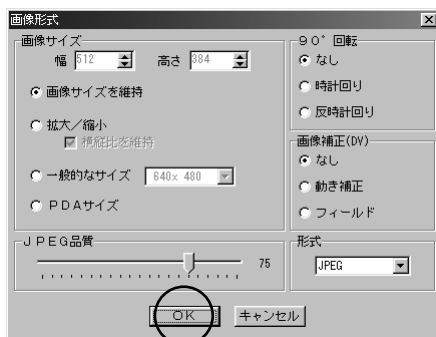 画像形式
画像サイズ
幅 512 高さ 384
画像サイズを維持
拡大／縮小
横縦比を維持
一般的なサイズ 640x 480
ＰＤＡサイズ
９０°回転
なし
時計回り
反時計回り
画像補正(DV)
なし
動き補正
フィールド
ＪＰＥＧ品質
75
形式
JPEG
ＯＫ キャンセル